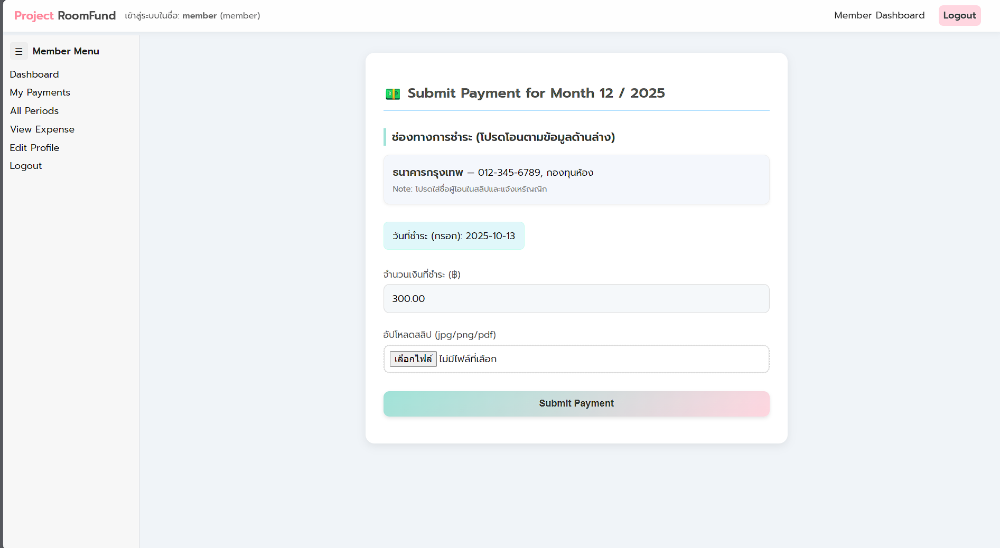 Project RoomFund เข้าสู่ระบบในชื่อ: member (member) Member Dashboard Logout
☰ Member Menu
Dashboard
My Payments
All Periods
View Expense
Edit Profile
Logout
💵 Submit Payment for Month 12 / 2025
ช่องทางการชำระ (โปรดโอนตามข้อมูลด้านล่าง)
ธนาคารกรุงเทพ — 012-345-6789, กองทุนห้อง
Note: โปรดใส่ชื่อผู้โอนในสลิปและแจ้งเหรัญญิก
วันที่ชำระ (กรอก): 2025-10-13
จำนวนเงินที่ชำระ (฿)
300.00
อัปโหลดสลิป (jpg/png/pdf)
เลือกไฟล์ ไม่มีไฟล์ที่เลือก
Submit Payment